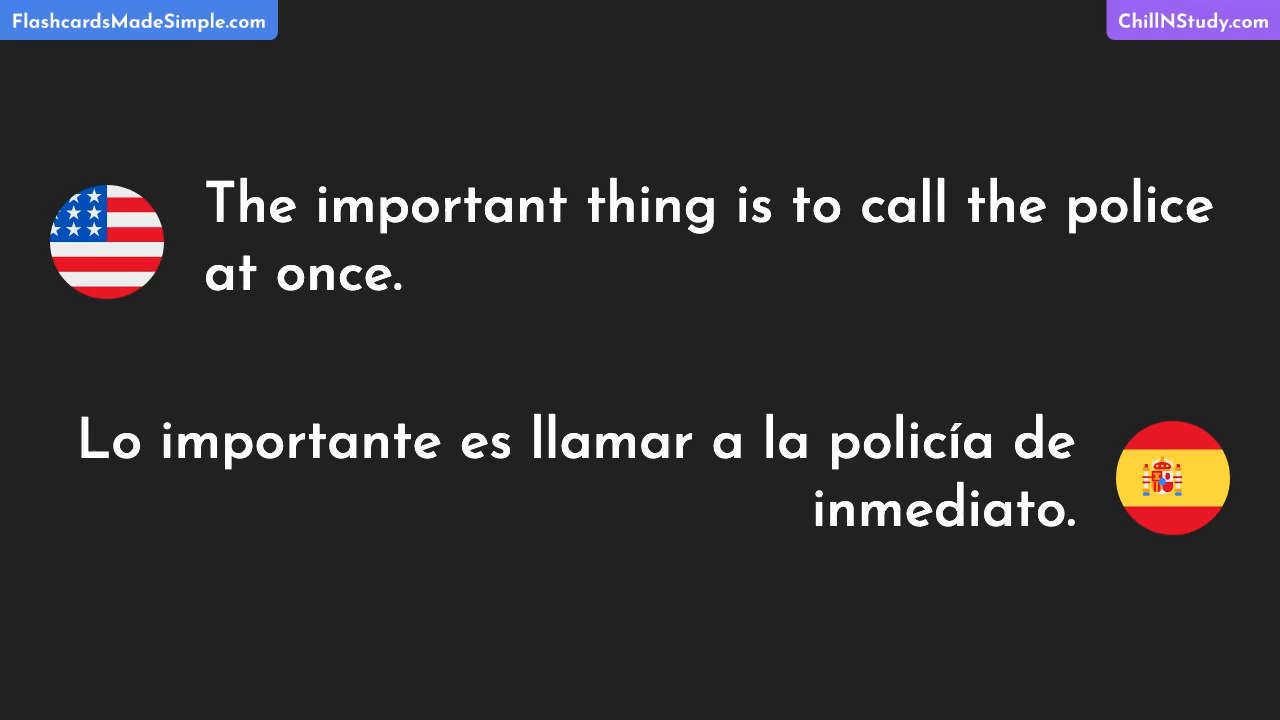 FlashcardsMadeSimple.com
ChillNStudy.com
The important thing is to call the police
at once.
Lo importante es llamar a la policía de
inmediato.